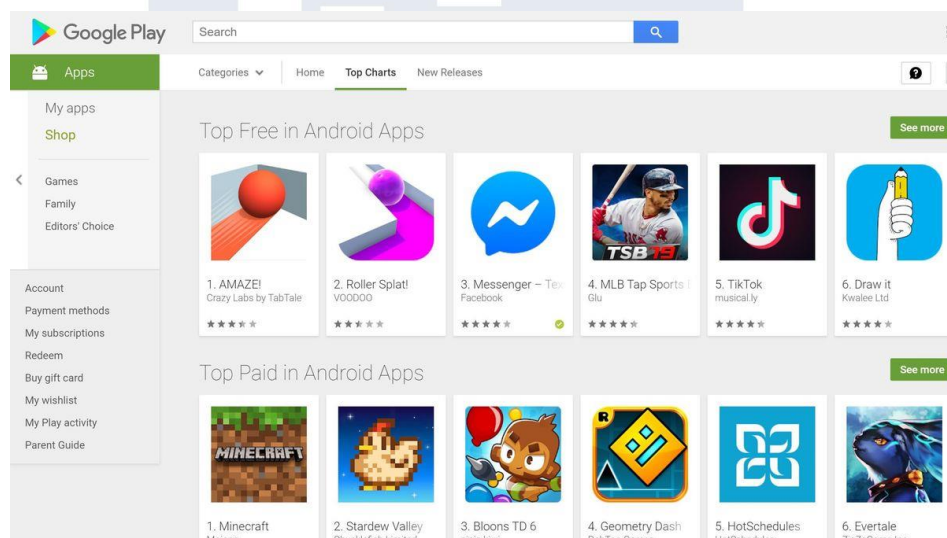 Google Play
Search
Apps
Categories
Home
Top Charts
New Releases
My apps
Shop
Games
Family
Editors' Choice
Account
Payment methods
My subscriptions
Redeem
Buy gift card
My wishlist
My Play activity
Parent Guide
Top Free in Android Apps
See more
TSB 19
1. AMAZE!
Crazy Labs by TabTale
2. Roller Splat!
VOODOO
3. Messenger – Tex
Facebook
4. MLB Tap Sports
Glu
5. TikTok
musical.ly
6. Draw it
Kwalee Ltd
Top Paid in Android Apps
See more
MINECRAFT
R
1. Minecraft
2. Stardew Valley
3. Bloons TD 6
4. Geometry Dash
5. HotSchedules
6. Evertale